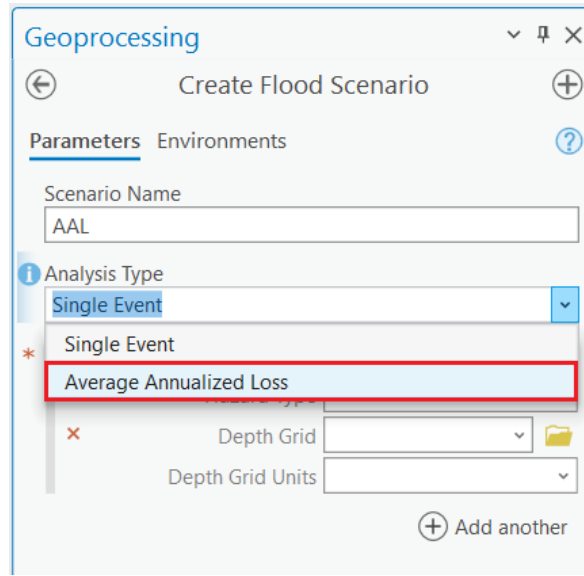 Geoprocessing
Create Flood Scenario
Parameters Environments
Scenario Name
AAL
Analysis Type
Single Event
Single Event
Average Annualized Loss
Depth Grid
Depth Grid Units
Add another